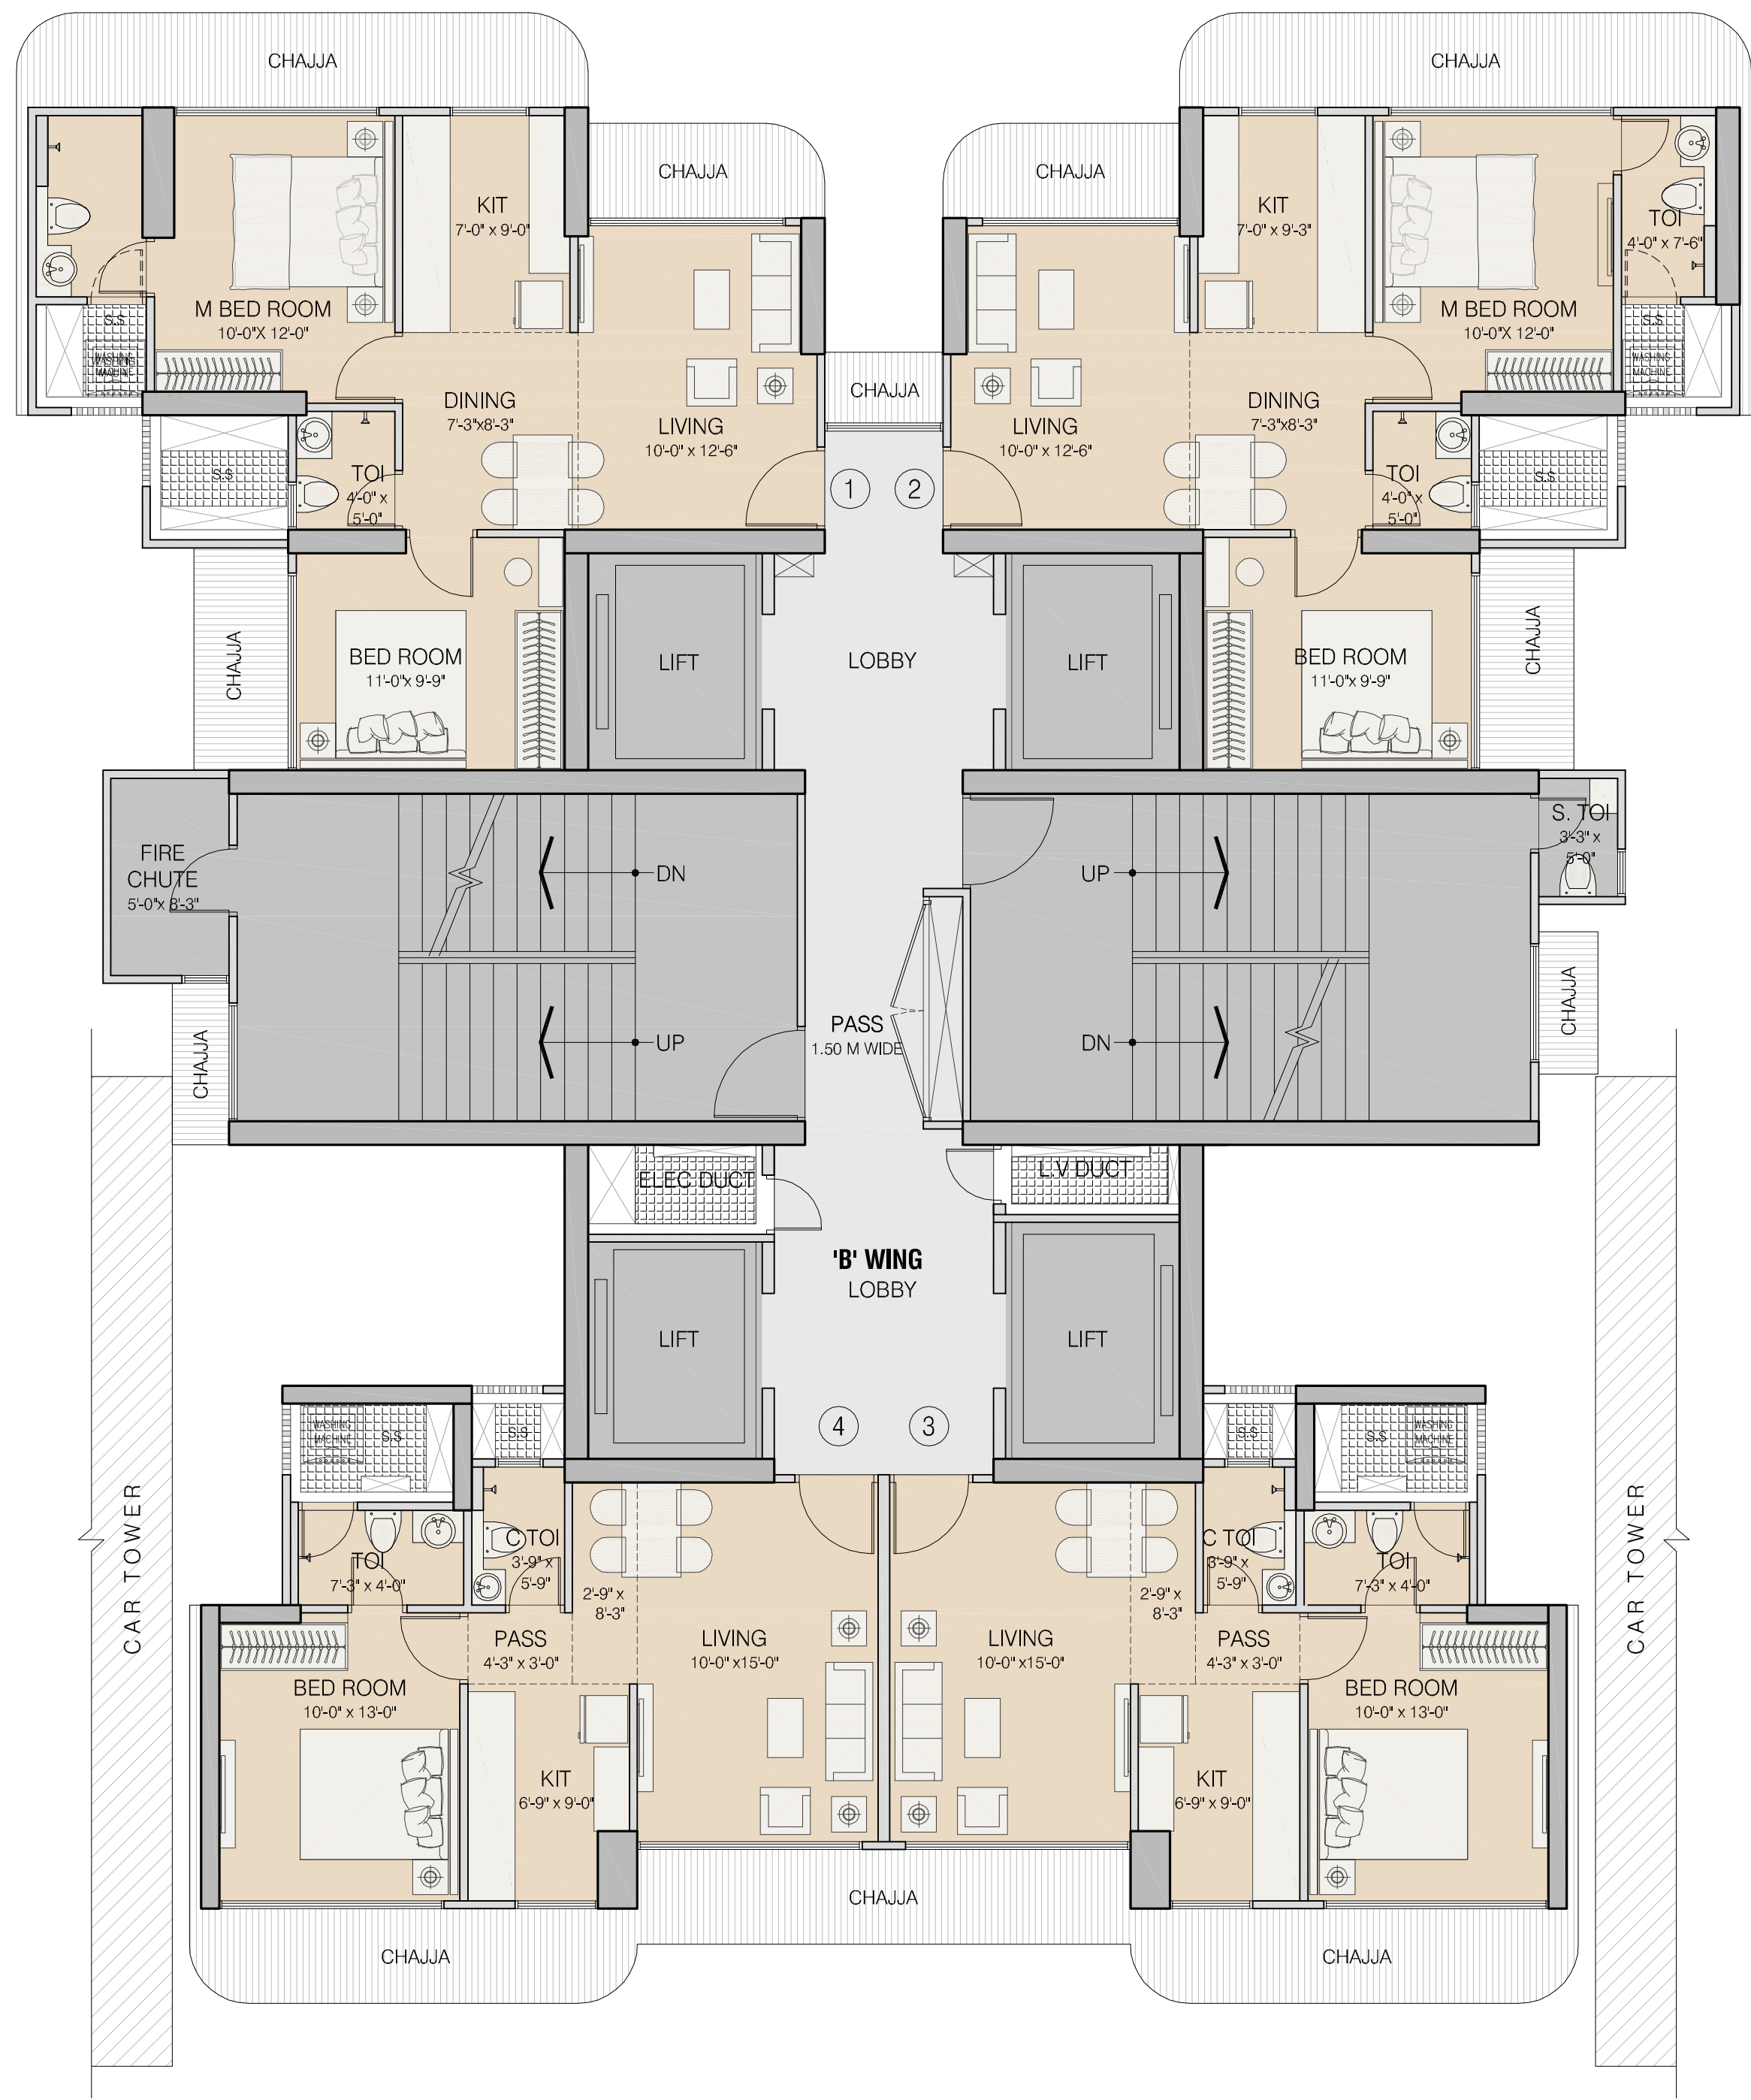 CHAJJA
CHAJJA
CHAJJA
CHAJJA
KIT
7'-0" x 9'-0"
KIT
7'-0" x 9'-3"
TOI
4'-0" x 7'-6"
M BED ROOM
10'-0"X 12'-0"
M BED ROOM
10'-0"X 12'-0"
S.S
WASHING
MACHINE
S.S
WASHING
MACHINE
CHAJJA
DINING
7'-3"x8'-3"
LIVING
10'-0" x 12'-6"
LIVING
10'-0" x 12'-6"
DINING
7'-3"x8'-3"
S.S
TOI
4'-0" x
5'-0"
1
2
TOI
4'-0" x
5'-0"
S.S
CHAJJA
BED ROOM
11'-0"x 9'-9"
LIFT
LOBBY
LIFT
BED ROOM
11'-0"x 9'-9"
CHAJJA
FIRE
CHUTE
5'-0"x 8'-3"
DN
UP
S. TOI
3'-3" x
5'-0"
CHAJJA
UP
PASS
1.50 M WIDE
DN
CHAJJA
ELEC DUCT
L.V DUCT
'B' WING
LOBBY
LIFT
LIFT
4
3
WASHING
MACHINE
S.S
S.S
S.S
S.S
WASHING
MACHINE
CAR TOWER
TOI
7'-3" x 4'-0"
C TOI
3'-9" x
5'-9"
2'-9" x
8'-3"
2'-9" x
8'-3"
C TOI
3'-9" x
5'-9"
TOI
7'-3" x 4'-0"
CAR TOWER
PASS
4'-3" x 3'-0"
LIVING
10'-0" x15'-0"
LIVING
10'-0" x15'-0"
PASS
4'-3" x 3'-0"
BED ROOM
10'-0" x 13'-0"
BED ROOM
10'-0" x 13'-0"
KIT
6'-9" x 9'-0"
KIT
6'-9" x 9'-0"
CHAJJA
CHAJJA
CHAJJA